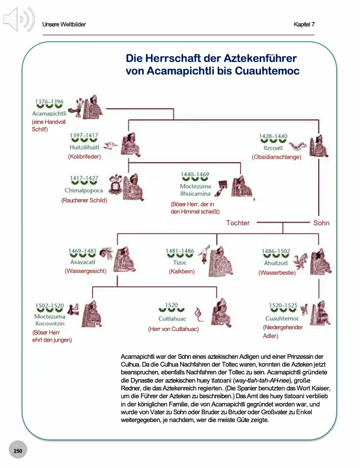 Unsere Weltbilder
Kapitel 7
Die Herrschaft der Aztekenführer
von Acamapichtli bis Cuauhtemoc
1376–1396
Acamapichtli
(eine Handvoll
Schilf)
1397–1417
Huitzilihuitl
(Kolibrifeder)
1428–1440
Itzcoatl
(Obsidianschlange)
1417–1427
Chimalpopoca
(Rauchener Schild)
1440–1469
Moctezuma
Ilhuicamina
(Böser Herr, der in
den Himmel schießt)
Tochter
Sohn
1469–1481
Axayacatl
(Wassergesicht)
1481–1486
Tizoc
(Kalkbein)
1486–1502
Ahuitzotl
(Wasserbestie)
1502–1520
Moctezuma
Xocoyotzin
(Böser Herr
ehrt den jungen)
1520
Cuitlahuac
(Herr von Cuitlahuac)
1520–1525
Cuauhtemoc
(Niedergehender
Adler)
Acamapichtli war der Sohn eines aztekischen Adligen und einer Prinzessin der
Culhua. Da die Culhua Nachfahren der Toltec waren, konnten die Azteken jetzt
beanspruchen, ebenfalls Nachfahren der Toltec zu sein. Acamapichtli gründete
die Dynastie der aztekischen huey tlatoani (way-tlah-tah-AH-nee), große
Redner, die das Aztekenreich regierten. (Die Spanier benutzten das Wort Kaiser,
um die Führer der Azteken zu beschreiben.) Das Amt des huey tlatoani verblieb
in der königlichen Familie, die von Acamapichtli gegründet worden war, und
wurde von Vater zu Sohn oder Bruder zu Bruder oder Großvater zu Enkel
weitergegeben, je nachdem, wer die meiste Güte zeigte.
250